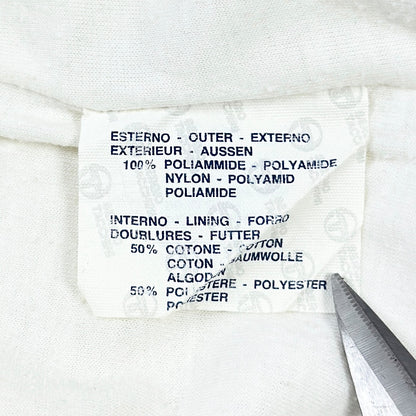 ESTERNO - OUTER - EXTERNO
EXTERIEUR - AUSSEN
100% POLIAMMIDE - POLYAMIDE
NYLON - POLYAMID
POLIAMIDE
INTERNO - LINING - FORRO
DOUBLURES - FUTTER
50% COTONE - COTTON
COTON - BAUMWOLLE
ALGODON
50% POLIESTERE - POLYESTER
POLIESTER